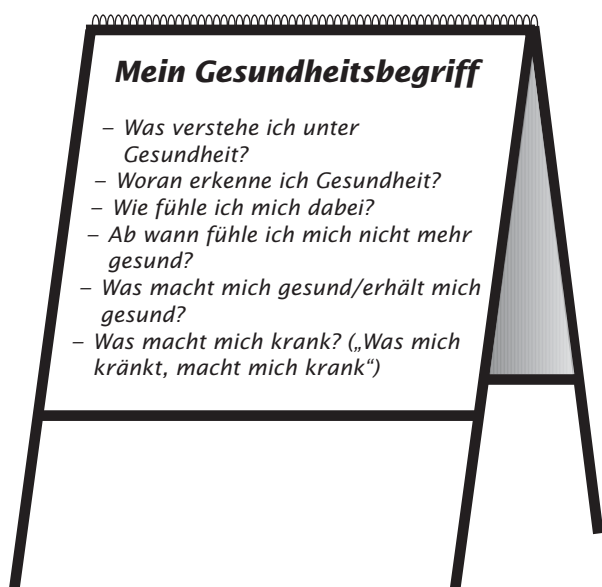 Mein Gesundheitsbegriff
– Was verstehe ich unter
Gesundheit?
– Woran erkenne ich Gesundheit?
– Wie fühle ich mich dabei?
– Ab wann fühle ich mich nicht mehr
gesund?
– Was macht mich gesund/erhält mich
gesund?
– Was macht mich krank? („Was mich
kränkt, macht mich krank“)